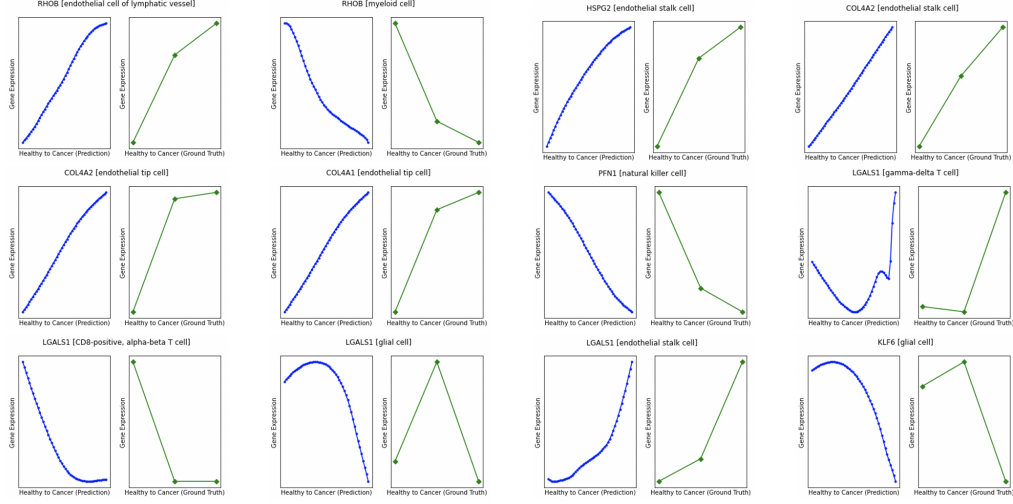 RHOB [endothelial cell of lymphatic vessel]
RHOB [myeloid cell]
HSPG2 [endothelial stalk cell]
COL4A2 [endothelial stalk cell]
Gene Expression
Gene Expression
Gene Expression
Gene Expression
Gene Expression
Gene Expression
Gene Expression
Gene Expression
Healthy to Cancer (Prediction)
Healthy to Cancer (Ground Truth)
Healthy to Cancer (Prediction)
Healthy to Cancer (Ground Truth)
Healthy to Cancer (Prediction)
Healthy to Cancer (Ground Truth)
Healthy to Cancer (Prediction)
Healthy to Cancer (Ground Truth)
COL4A2 [endothelial tip cell]
COL4A1 [endothelial tip cell]
PFN1 [natural killer cell]
LGALS1 [gamma-delta T cell]
Gene Expression
Gene Expression
Gene Expression
Gene Expression
Gene Expression
Gene Expression
Gene Expression
Gene Expression
Healthy to Cancer (Prediction)
Healthy to Cancer (Ground Truth)
Healthy to Cancer (Prediction)
Healthy to Cancer (Ground Truth)
Healthy to Cancer (Prediction)
Healthy to Cancer (Ground Truth)
Healthy to Cancer (Prediction)
Healthy to Cancer (Ground Truth)
LGALS1 [CD8-positive, alpha-beta T cell]
LGALS1 [glial cell]
LGALS1 [endothelial stalk cell]
KLF6 [glial cell]
Gene Expression
Gene Expression
Gene Expression
Gene Expression
Gene Expression
Gene Expression
Gene Expression
Gene Expression
Healthy to Cancer (Prediction)
Healthy to Cancer (Ground Truth)
Healthy to Cancer (Prediction)
Healthy to Cancer (Ground Truth)
Healthy to Cancer (Prediction)
Healthy to Cancer (Ground Truth)
Healthy to Cancer (Prediction)
Healthy to Cancer (Ground Truth)